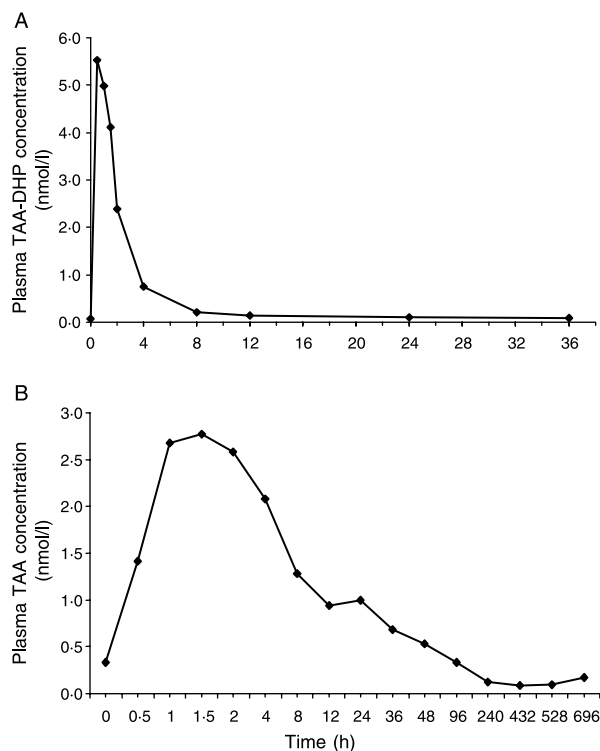 A
Plasma TAA-DHP concentration
(nmol/l)
6·0
5·0
4·0
3·0
2·0
1·0
0·0
0 4 8 12 16 20 24 28 32 36
B
Plasma TAA concentration
(nmol/l)
3·0
2·5
2·0
1·5
1·0
0·5
0·0
0 0·5 1 1·5 2 4 8 12 24 36 48 96 240 432 528 696
Time (h)